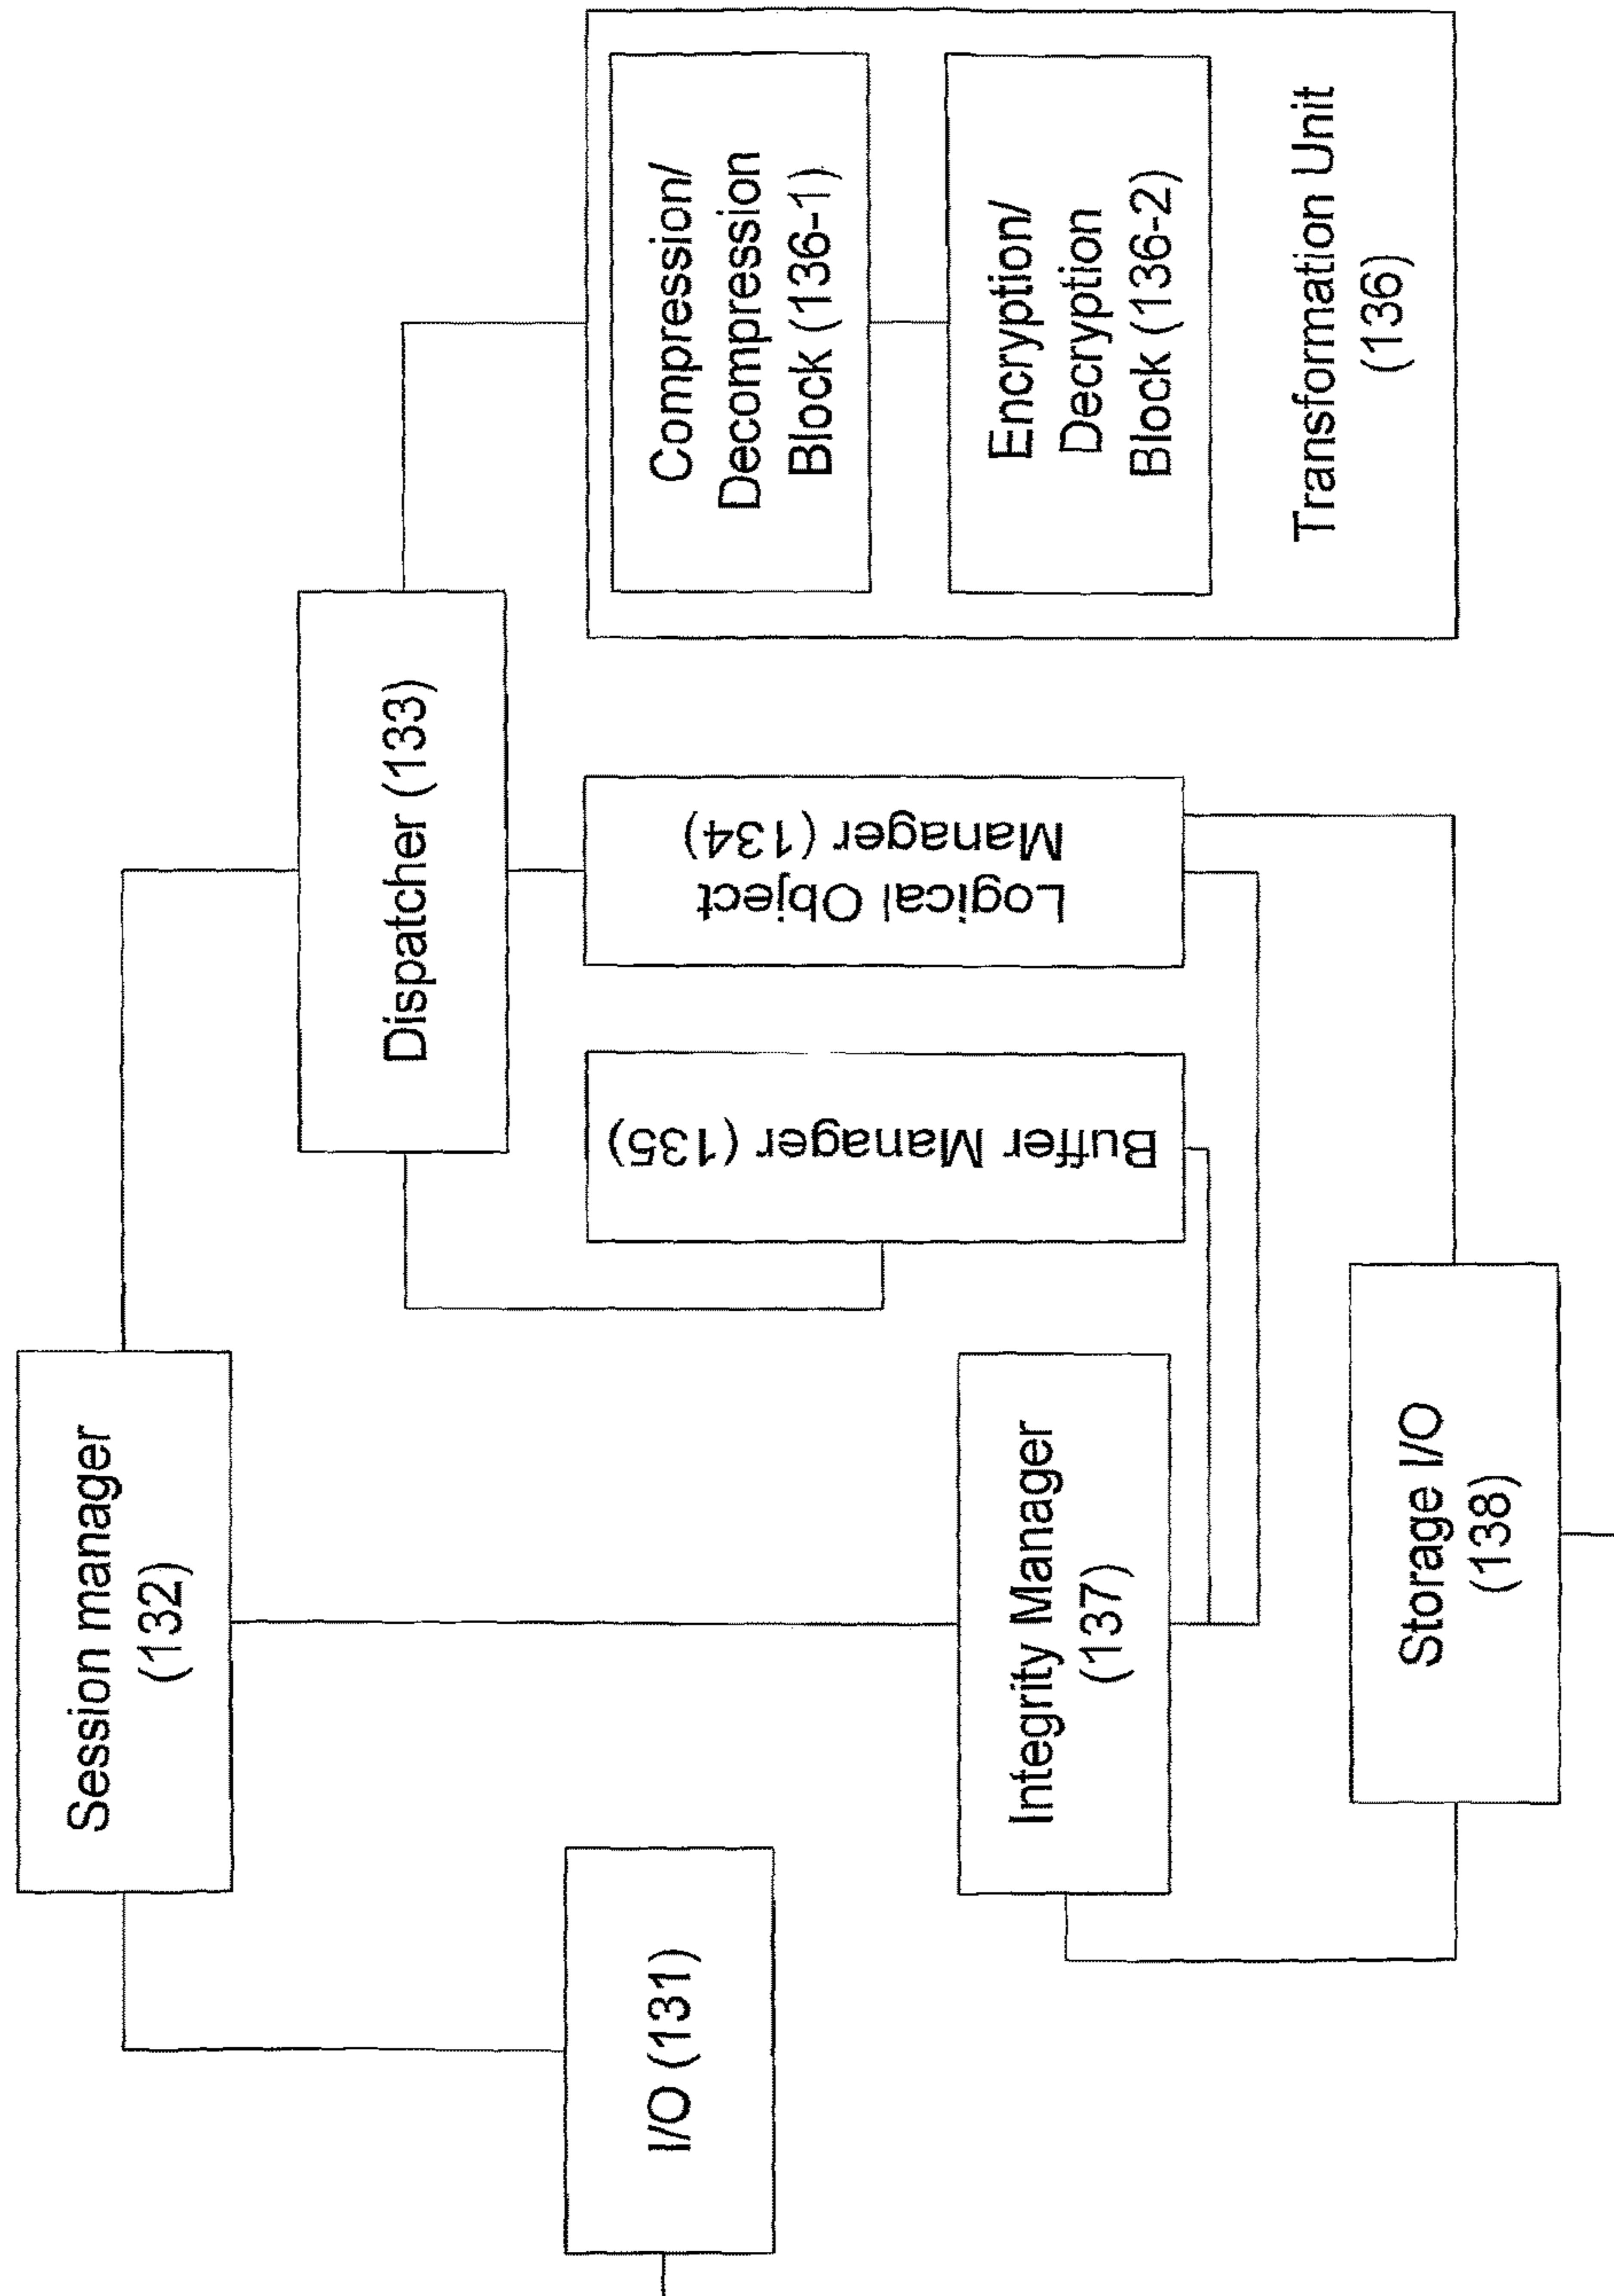 Session manager
(132)
I/O (131)
Dispatcher (133)
Buffer Manager (135)
Logical Object
Manager (134)
Compression/
Decompression
Block (136-1)
Encryption/
Decryption
Block (136-2)
Transformation Unit
(136)
Integrity Manager
(137)
Storage I/O
(138)